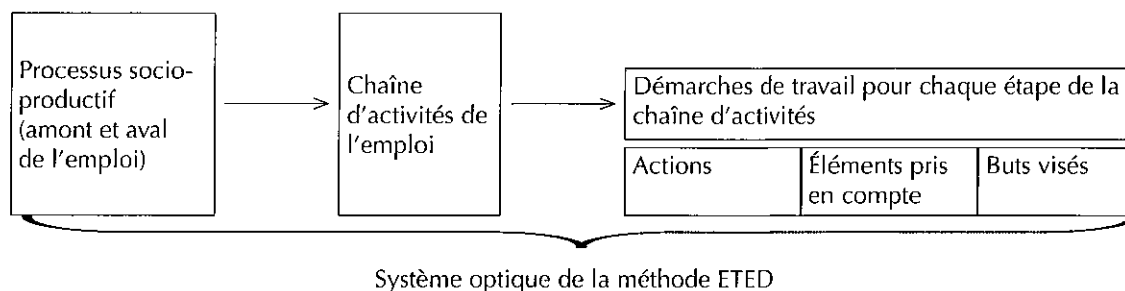 Processus socio-
productif
(amont et aval
de l'emploi)
Chaîne
d'activités de
l'emploi
Démarches de travail pour chaque étape de la
chaîne d'activités
Actions
Éléments pris
en compte
Buts visés
Système optique de la méthode ETED